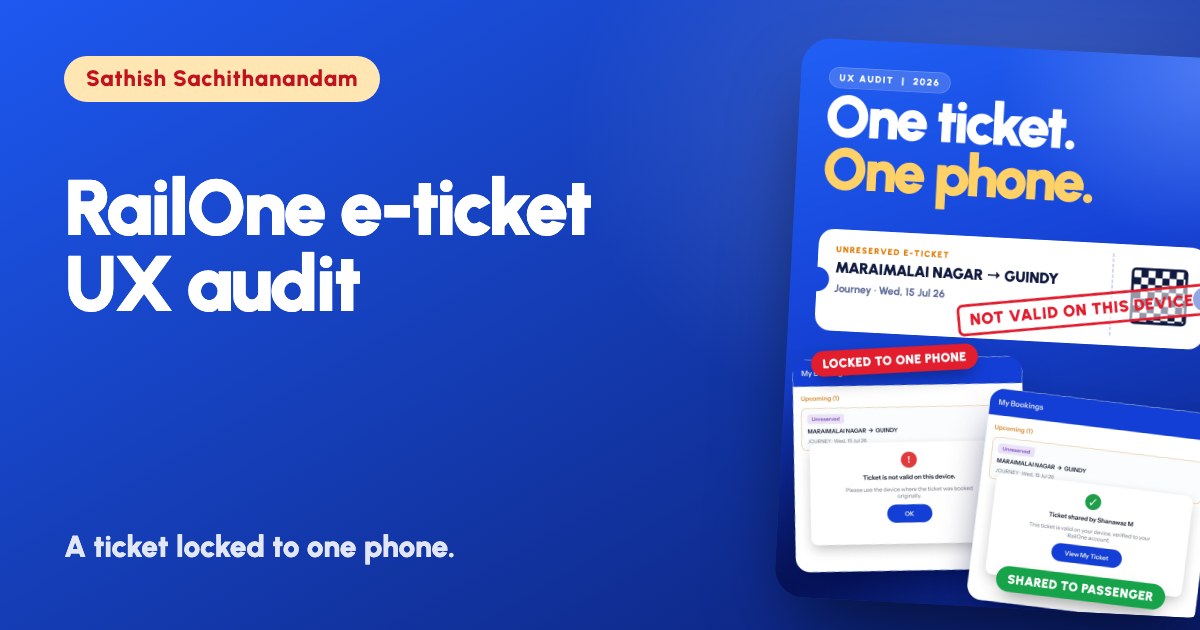 Sathish Sachithanandam
RailOne e-ticket
UX audit
A ticket locked to one phone.
UX AUDIT | 2026
One ticket.
One phone.
UNRESERVED E-TICKET
MARAIMALAI NAGAR → GUINDY
Journey · Wed, 15 Jul 26
NOT VALID ON THIS DEVICE
LOCKED TO ONE PHONE
My
Upcoming (1)
Unreserved
MARAIMALAI NAGAR → GUINDY
JOURNEY · Wed, 15 Jul 26
!
Ticket is not valid on this device.
Please use the device where the ticket was booked
originally.
OK
My Bookings
Upcoming (1)
Unreserved
MARAIMALAI NAGAR → GUINDY
JOURNEY · Wed, 15 Jul 26
✓
Ticket shared by Shanawaz M
This ticket is valid on your device, verified to your
RailOne account.
View My Ticket
SHARED TO PASSENGER